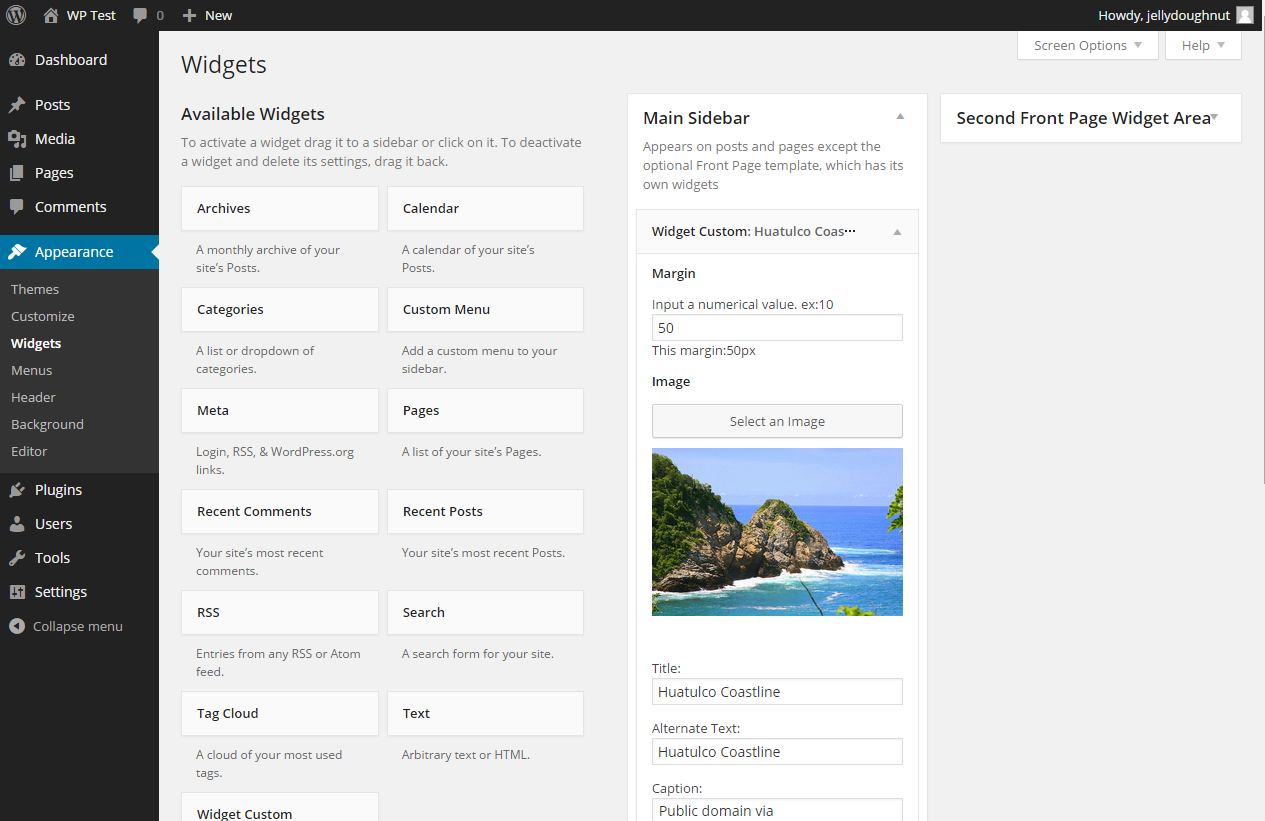 WP Test
0
New
Howdy, jellydoughnut
Dashboard
Posts
Media
Pages
Comments
Appearance
Themes
Customize
Widgets
Menus
Header
Background
Editor
Plugins
Users
Tools
Settings
Collapse menu
Screen Options
Help
Widgets
Available Widgets
To activate a widget drag it to a sidebar or click on it. To deactivate
a widget and delete its settings, drag it back.
Archives
A monthly archive of your
site’s Posts.
Calendar
A calendar of your site’s
Posts.
Categories
A list or dropdown of
categories.
Custom Menu
Add a custom menu to your
sidebar.
Meta
Login, RSS, & WordPress.org
links.
Pages
A list of your site’s Pages.
Recent Comments
Your site’s most recent
comments.
Recent Posts
Your site’s most recent Posts.
RSS
Entries from any RSS or Atom
feed.
Search
A search form for your site.
Tag Cloud
A cloud of your most used
tags.
Text
Arbitrary text or HTML.
Widget Custom
Main Sidebar
Appears on posts and pages except the
optional Front Page template, which has its
own widgets
Widget Custom: Huatulco Coas···
Margin
Input a numerical value. ex:10
50
This margin:50px
Image
Select an Image
Title:
Huatulco Coastline
Alternate Text:
Huatulco Coastline
Caption:
Public domain via
Second Front Page Widget Area